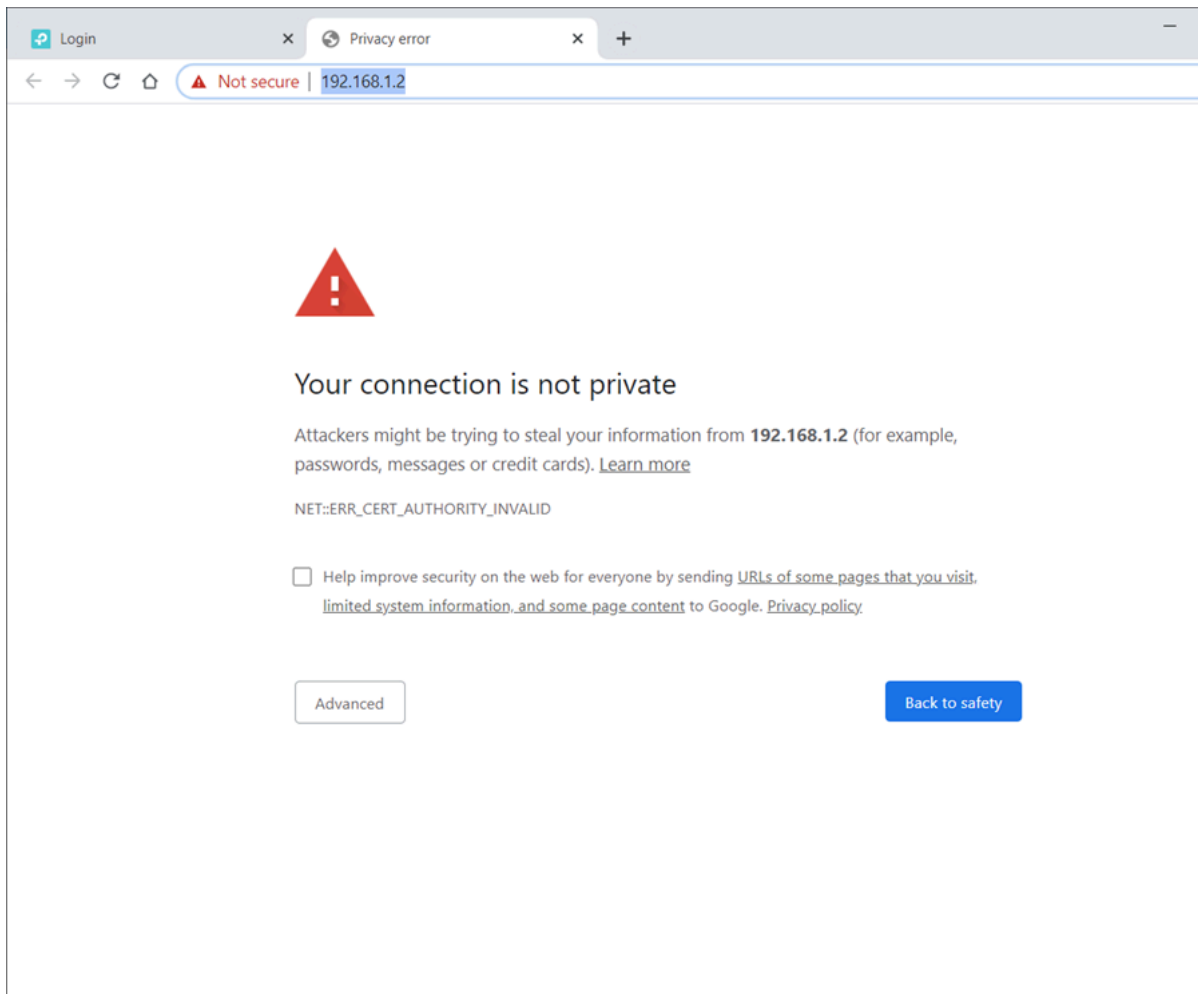 Login
Privacy error
Not secure | 192.168.1.2
Your connection is not private
Attackers might be trying to steal your information from 192.168.1.2 (for example,
passwords, messages or credit cards). Learn more
NET::ERR_CERT_AUTHORITY_INVALID
Help improve security on the web for everyone by sending URLs of some pages that you visit,
limited system information, and some page content to Google. Privacy policy
Advanced
Back to safety